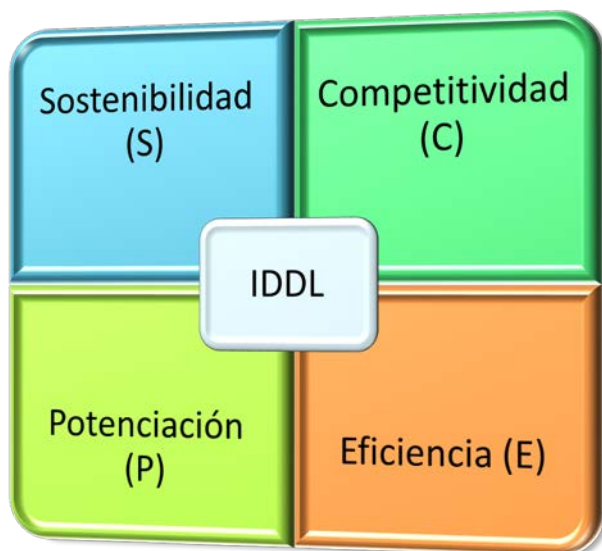 Sostenibilidad
(S)
Competitividad
(C)
IDDL
Potenciación
(P)
Eficiencia (E)